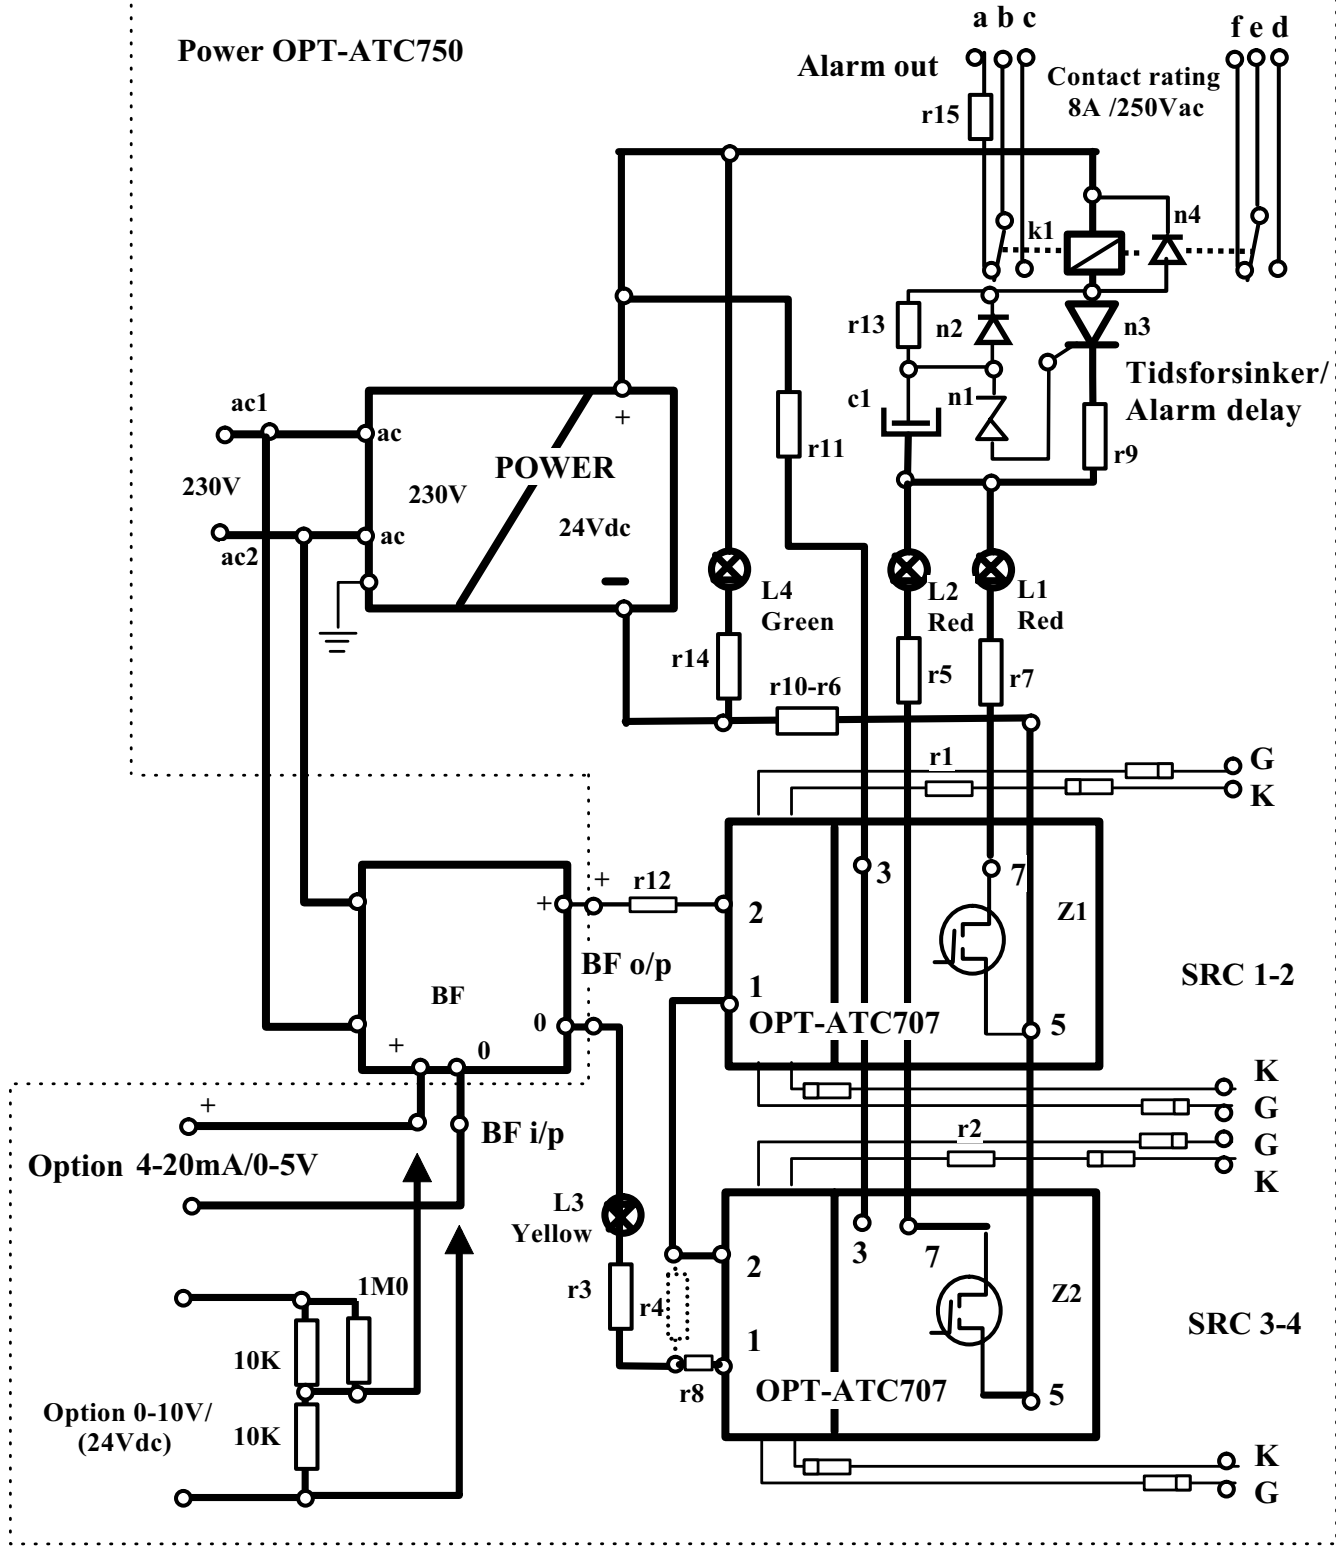 a b c
f e d
Power OPT-ATC750
Alarm out
Contact rating
8A /250Vac
r15
n4
k1
r13
n2
n3
Tidsforsinker/
Alarm delay
c1
n1
ac1
ac
+
r11
r9
POWER
230V
230V
24Vdc
ac2
ac
L4
Green
L2
Red
L1
Red
r14
r10-r6
r5
r7
r1
G
K
3
7
r12
+
+
2
Z1
BF o/p
SRC 1-2
BF
1
OPT-ATC707
0
5
+
0
K
G
+
BF i/p
r2
G
K
Option 4-20mA/0-5V
L3
Yellow
3
7
2
1M0
r3
r4
Z2
SRC 3-4
1
10K
r8
OPT-ATC707
5
Option 0-10V/
(24Vdc)
10K
K
G